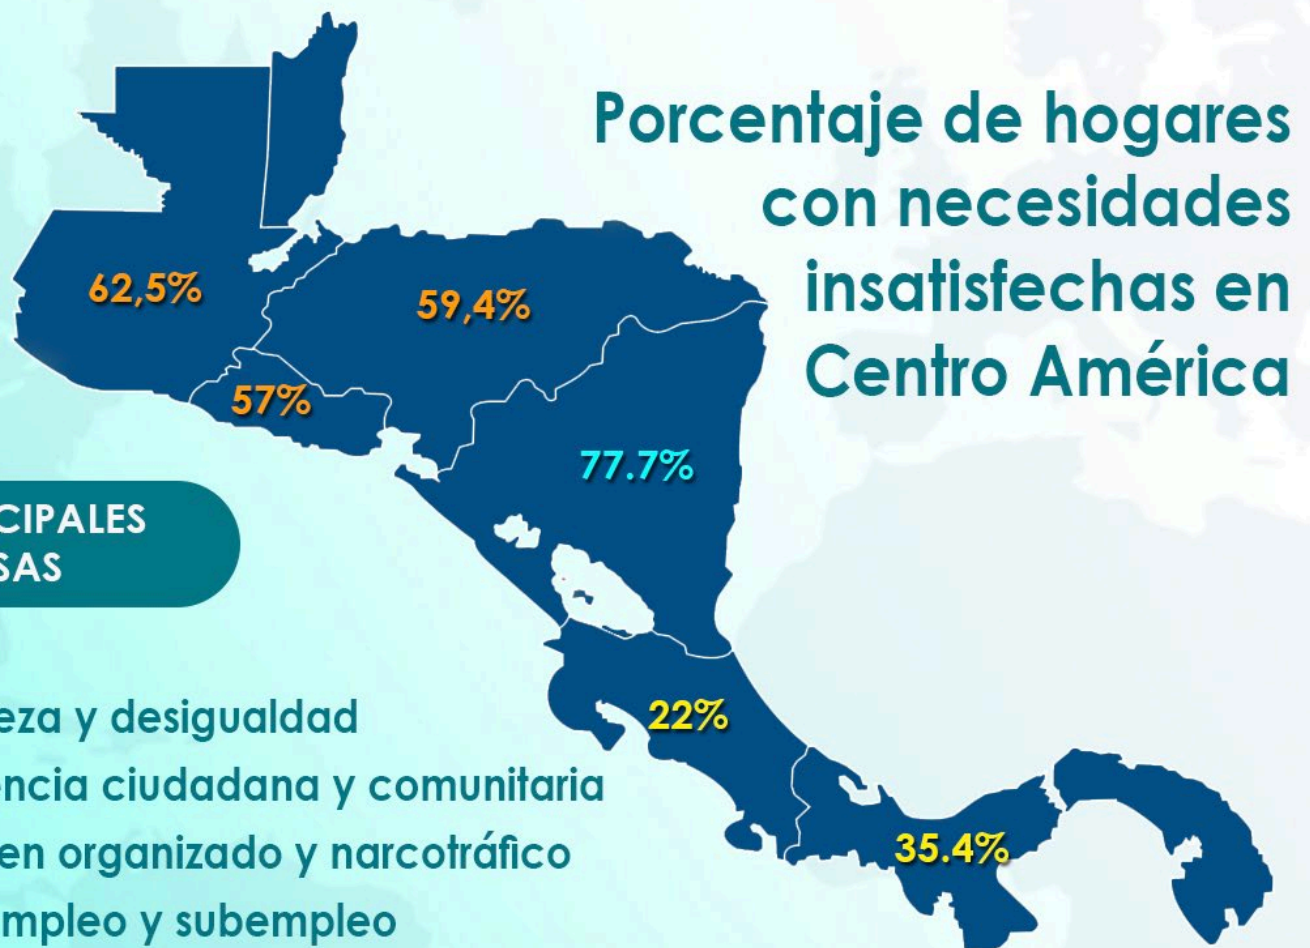 Porcentaje de hogares
con necesidades
insatisfechas en
Centro América
62,5%
59,4%
57%
77.7%
CIPALES
SAS
22%
35.4%
eza y desigualdad
encia ciudadana y comunitaria
en organizado y narcotráfico
mpleo y subempleo